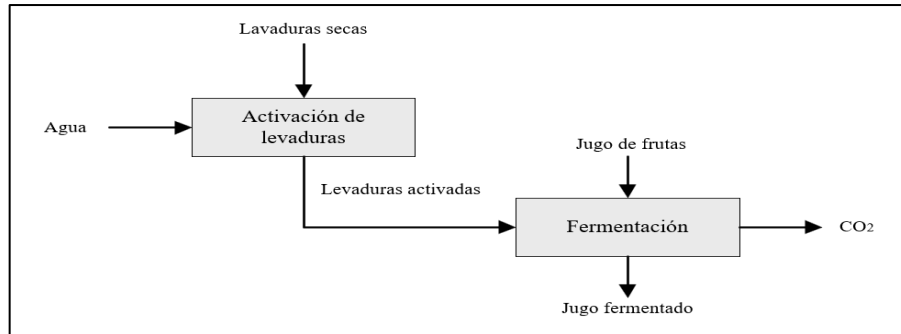 Lavaduras secas
Activación de
levaduras
Agua
Jugo de frutas
Levaduras activadas
Fermentación
CO2
Jugo fermentado